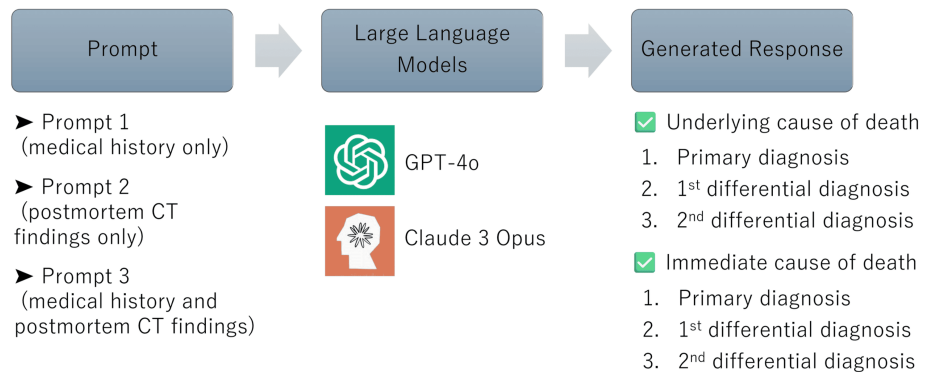 Prompt
Large Language
Models
Generated Response
➤ Prompt 1
(medical history only)
➤ Prompt 2
(postmortem CT
findings only)
➤ Prompt 3
(medical history and
postmortem CT findings)
GPT-4o
Claude 3 Opus
✅ Underlying cause of death
1. Primary diagnosis
2. 1st differential diagnosis
3. 2nd differential diagnosis
✅ Immediate cause of death
1. Primary diagnosis
2. 1st differential diagnosis
3. 2nd differential diagnosis